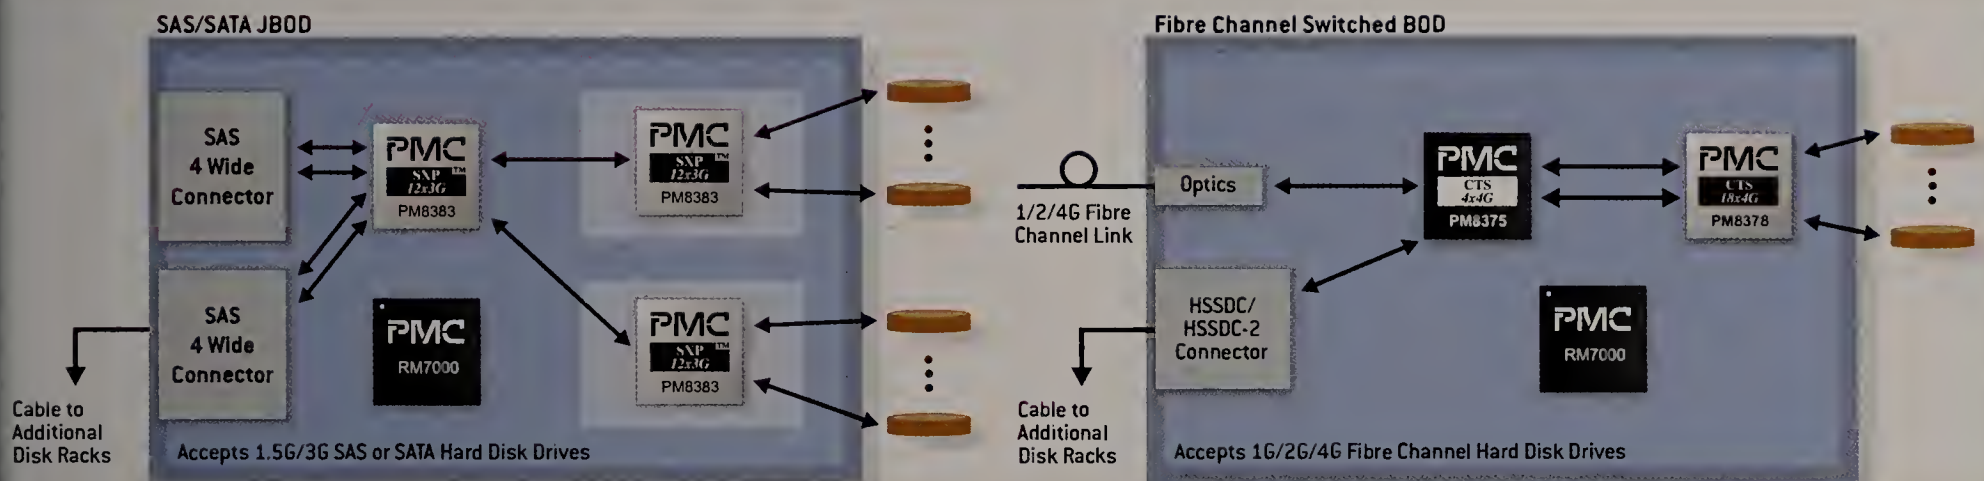 SAS/SATA JBOD
SAS
4 Wide
Connector
SAS
4 Wide
Connector
PMC
SXP™
12x3G
PM8383
PMC
RM7000
PMC
SXP™
12x3G
PM8383
PMC
SXP™
12x3G
PM8383
Cable to
Additional
Disk Racks
Accepts 1.5G/3G SAS or SATA Hard Disk Drives
Fibre Channel Switched BOD
1/2/4G Fibre
Channel Link
Optics
HSSDC/
HSSDC-2
Connector
PMC
CTS
4x4G
PM8375
PMC
CTS
18x4G
PM8378
PMC
RM7000
Cable to
Additional
Disk Racks
Accepts 1G/2G/4G Fibre Channel Hard Disk Drives